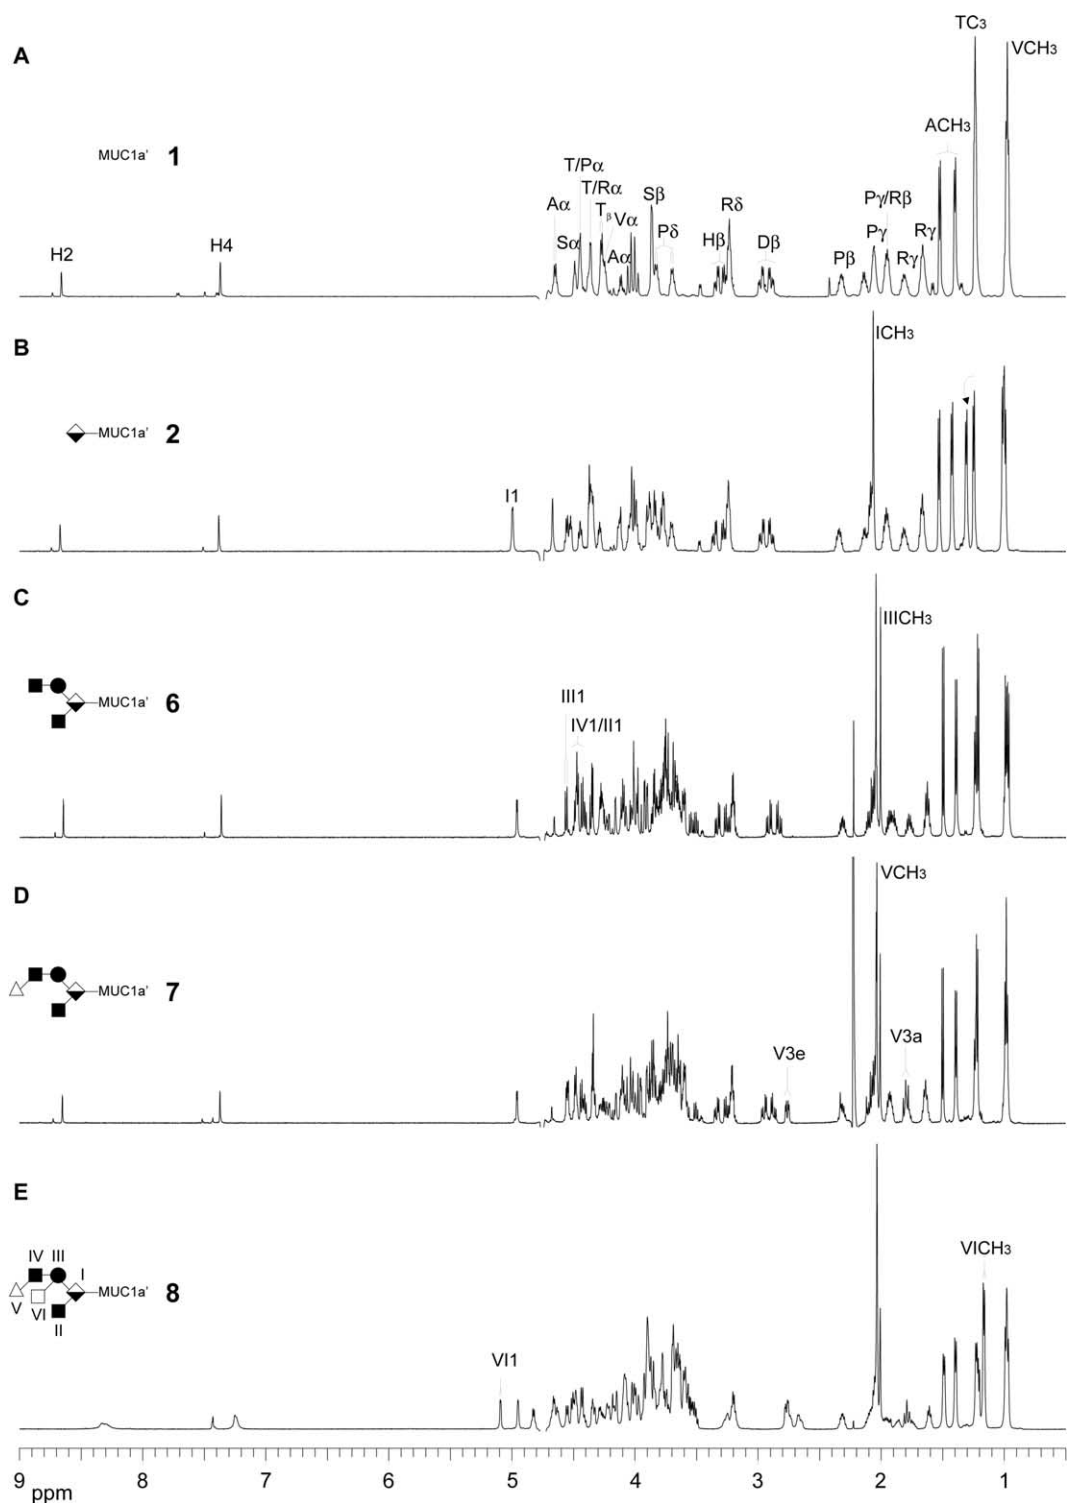 A
TC3
VCH3
ACH3
MUC1a' 1
T/Pα
T/Rα
Aα
Tβ
Vα
Sα
Aα
Sβ
Pδ
Hβ
Rδ
Dβ
Pγ/Rβ
Pγ
Rγ
Pβ
Rγ
H2
H4
B
ICH3
MUC1a' 2
I1
C
IIICH3
MUC1a' 6
III1
IV1/II1
D
VCH3
MUC1a' 7
V3e
V3a
E
IV III
I
MUC1a' 8
V
VI
II
VI1
VICH3
9 8 7 6 5 4 3 2 1
ppm